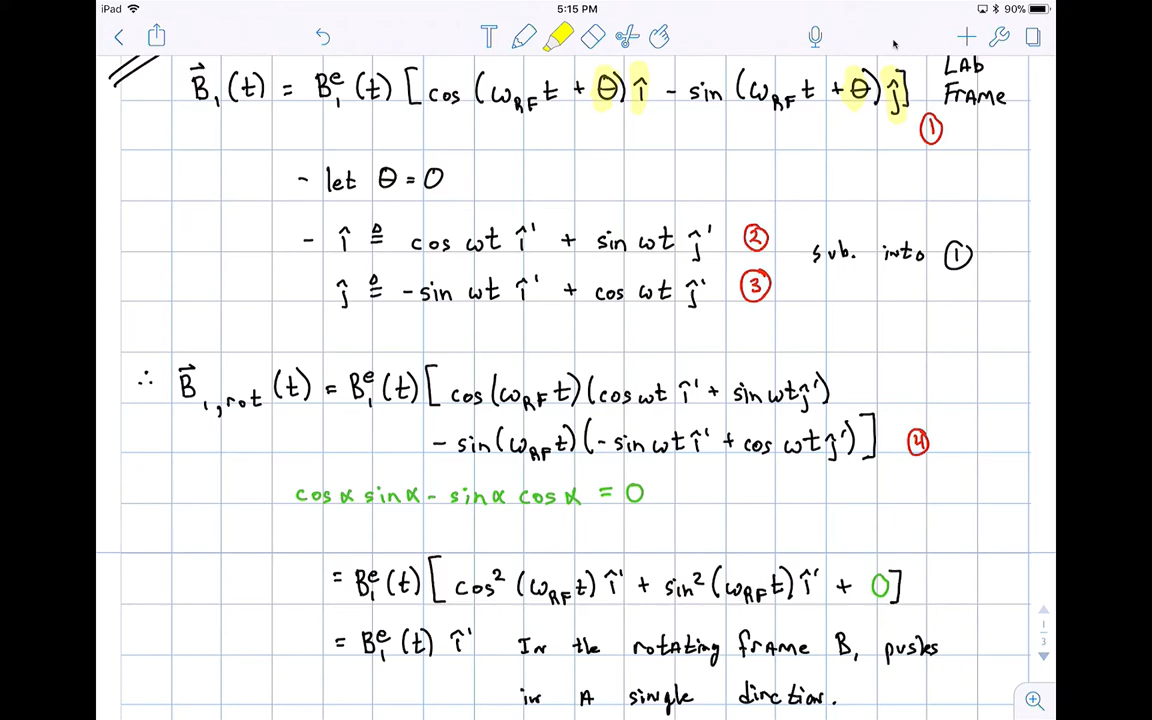 iPad 5:15 PM 90%
T
B⃗₁(t) = B₁ᵉ(t) [cos(ω_RF t + θ) î - sin(ω_RF t + θ) ĵ] LAB
FRAME
①
- let θ = 0
- î ≜ cos ωt î' + sin ωt ĵ' ② sub. into ①
ĵ ≜ -sin ωt î' + cos ωt ĵ' ③
∴ B⃗₁,rot(t) = B₁ᵉ(t) [cos(ω_RF t)(cos ωt î' + sin ωt ĵ')
- sin(ω_RF t)(-sin ωt î' + cos ωt ĵ')] ④
cos α sin α - sin α cos α = 0
= B₁ᵉ(t) [cos²(ω_RF t) î' + sin²(ω_RF t) î' + 0]
= B₁ᵉ(t) î' In the rotating frame B₁ pushes
in A single direction.
1
3